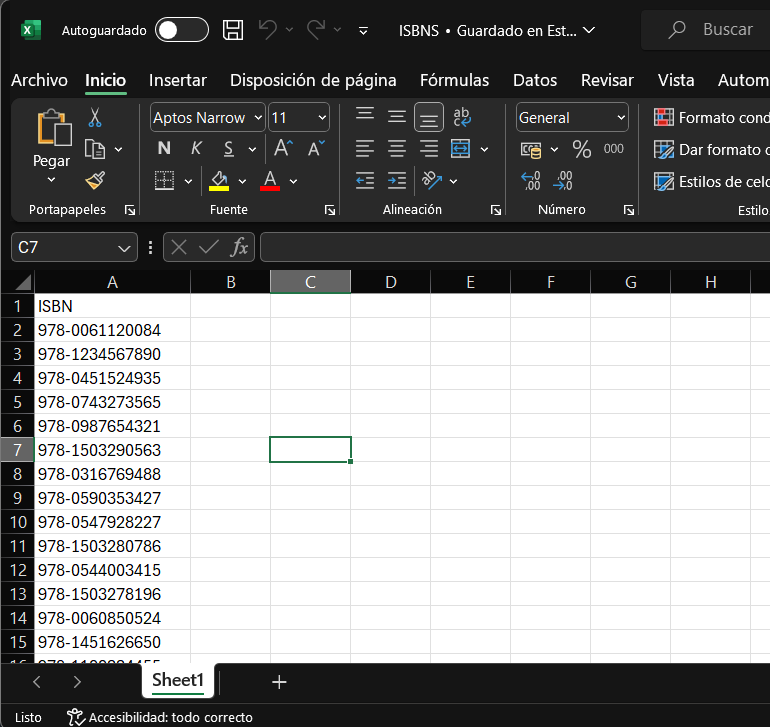 Autoguardado ISBNS • Guardado en Est... Buscar
Archivo Inicio Insertar Disposición de página Fórmulas Datos Revisar Vista Autom
Aptos Narrow 11 ab c General Formato cond
Pegar N K S A A % 000 Dar formato c
A ,00 ,00 Estilos de celd
Portapapeles Fuente Alineación Número Estilo
C7 fx
A B C D E F G H
1 ISBN
2 978-0061120084
3 978-1234567890
4 978-0451524935
5 978-0743273565
6 978-0987654321
7 978-1503290563
8 978-0316769488
9 978-0590353427
10 978-0547928227
11 978-1503280786
12 978-0544003415
13 978-1503278196
14 978-0060850524
15 978-1451626650
Sheet1
Listo Accesibilidad: todo correcto